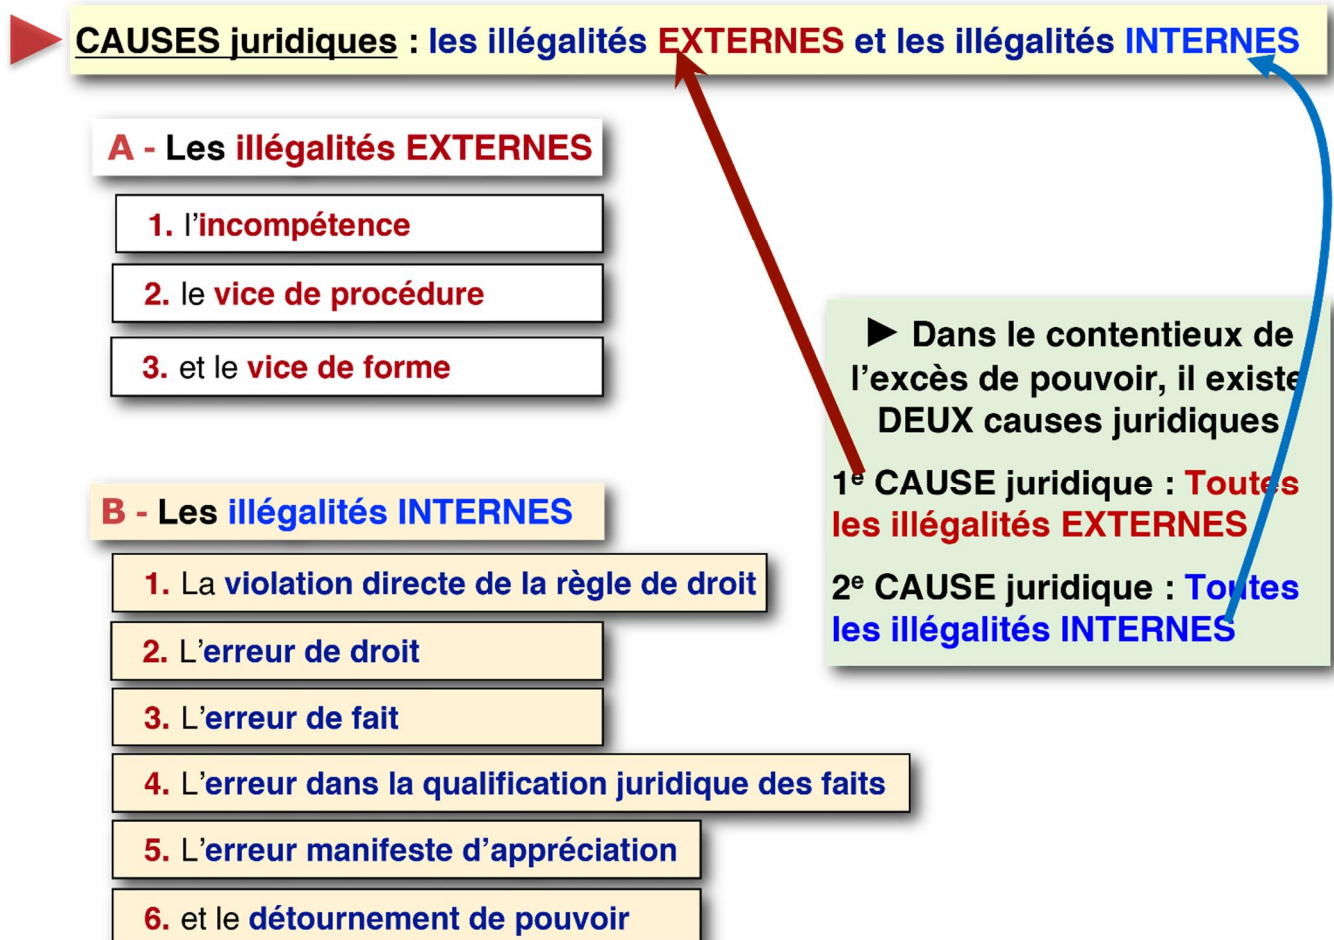 CAUSES juridiques : les illégalités EXTERNES et les illégalités INTERNES
A - Les illégalités EXTERNES
1. l'incompétence
2. le vice de procédure
3. et le vice de forme
B - Les illégalités INTERNES
1. La violation directe de la règle de droit
2. L'erreur de droit
3. L'erreur de fait
4. L'erreur dans la qualification juridique des faits
5. L'erreur manifeste d'appréciation
6. et le détournement de pouvoir
► Dans le contentieux de
l'excès de pouvoir, il existe
DEUX causes juridiques
1e CAUSE juridique : Toutes
les illégalités EXTERNES
2e CAUSE juridique : Toutes
les illégalités INTERNES